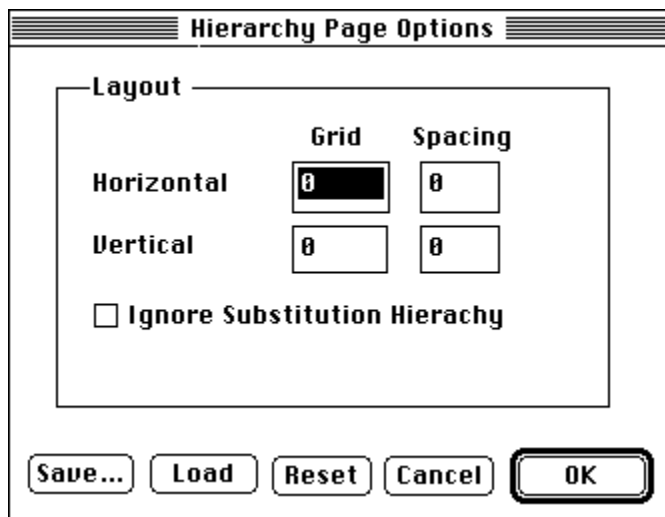 Hierarchy Page Options
Layout
Grid Spacing
Horizontal 0 0
Vertical 0 0
Ignore Substitution Hierachy
Save... Load Reset Cancel OK